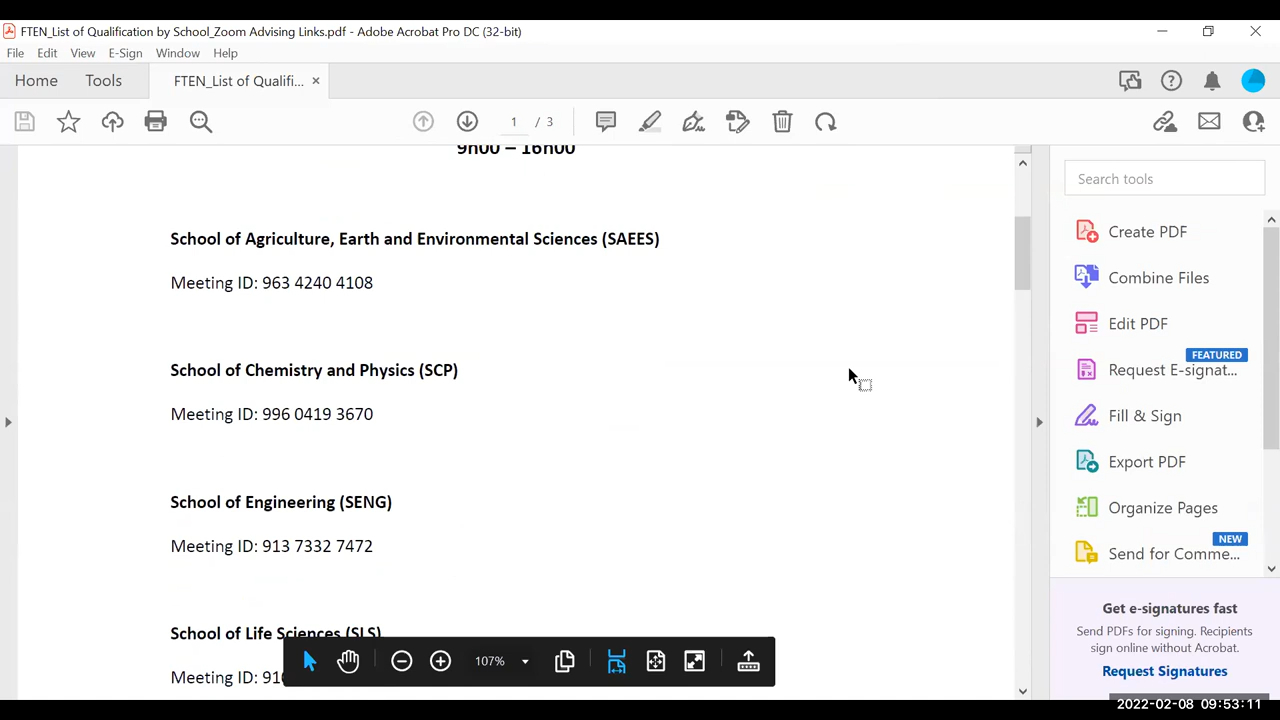 FTEN_List of Qualification by School_Zoom Advising Links.pdf - Adobe Acrobat Pro DC (32-bit)
File Edit View E-Sign Window Help
Home Tools FTEN_List of Qualifi... ×
1 / 3
9h00 – 16h00
School of Agriculture, Earth and Environmental Sciences (SAEES)
Meeting ID: 963 4240 4108
School of Chemistry and Physics (SCP)
Meeting ID: 996 0419 3670
School of Engineering (SENG)
Meeting ID: 913 7332 7472
School of Life Sciences (SLS)
Meeting ID:
107%
Search tools
Create PDF
Combine Files
Edit PDF
FEATURED
Request E-signat...
Fill & Sign
Export PDF
Organize Pages
NEW
Send for Comme...
Get e-signatures fast
Send PDFs for signing. Recipients
sign online without Acrobat.
Request Signatures
2022-02-08 09:53:11